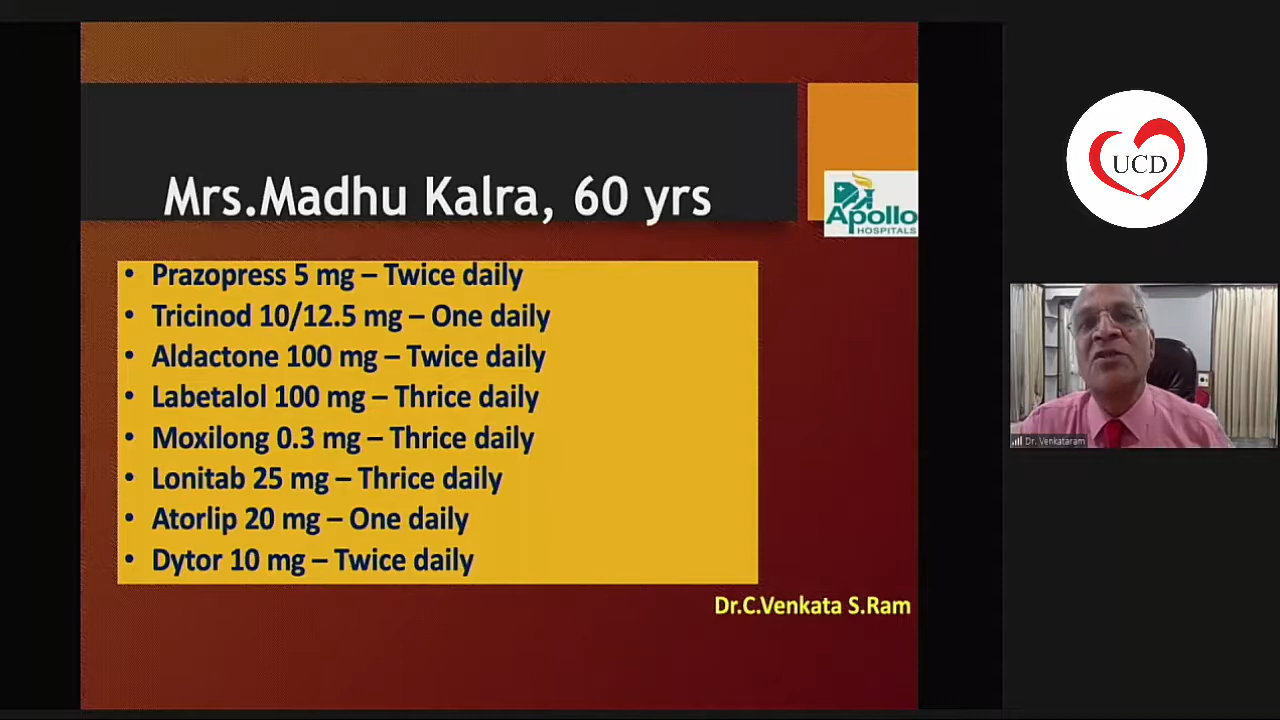 Mrs.Madhu Kalra, 60 yrs
Apollo
HOSPITALS
• Prazopress 5 mg – Twice daily
• Tricinod 10/12.5 mg – One daily
• Aldactone 100 mg – Twice daily
• Labetalol 100 mg – Thrice daily
• Moxilong 0.3 mg – Thrice daily
• Lonitab 25 mg – Thrice daily
• Atorlip 20 mg – One daily
• Dytor 10 mg – Twice daily
Dr.C.Venkata S.Ram
UCD
Dr. Venkataram